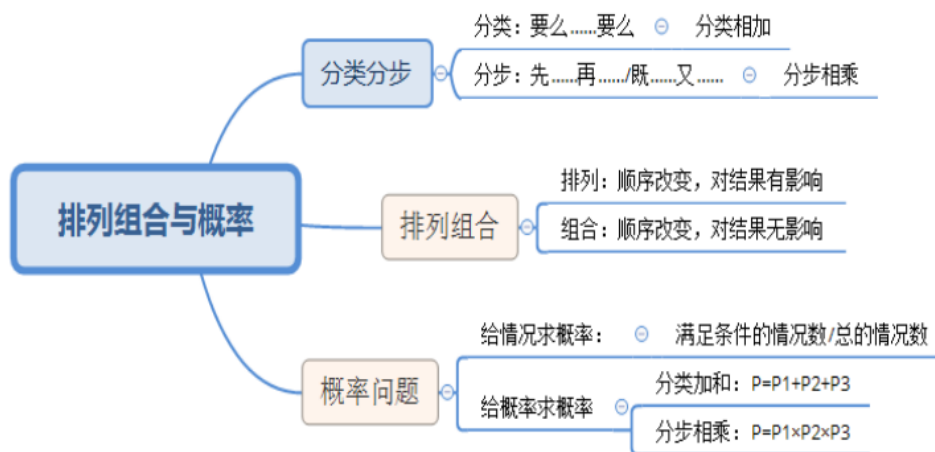 分类：要么……要么
分类相加
分类分步
分步：先……再……/既……又……
分步相乘
排列：顺序改变，对结果有影响
排列组合与概率
排列组合
组合：顺序改变，对结果无影响
给情况求概率：
满足条件的情况数/总的情况数
概率问题
分类加和：P=P1+P2+P3
给概率求概率
分步相乘：P=P1×P2×P3